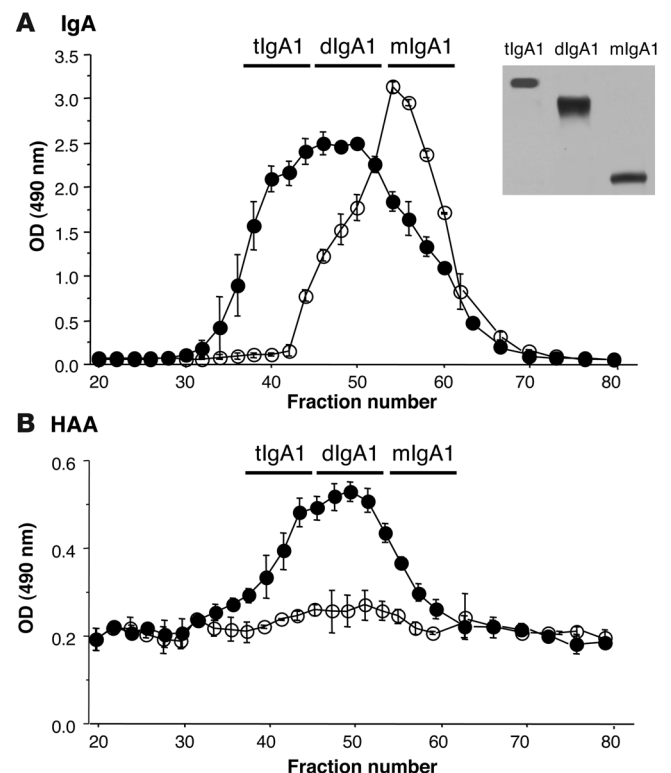 A IgA
tIgA1 dIgA1 mIgA1
tIgA1 dIgA1 mIgA1
3.5
3.0
2.5
2.0
1.5
1.0
0.5
0.0
OD (490 nm)
20 30 40 50 60 70 80
Fraction number
B HAA
tIgA1 dIgA1 mIgA1
0.6
0.4
0.2
0.0
OD (490 nm)
20 30 40 50 60 70 80
Fraction number